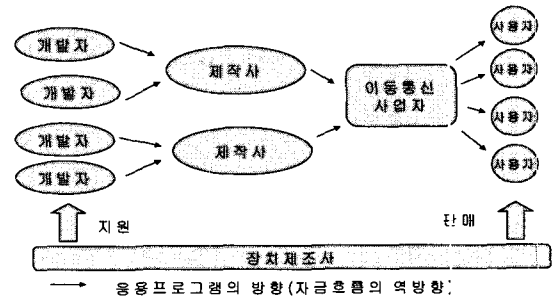 개발자
개발자
개발자
개발자
제작사
제작사
이동통신
사업자
사용자
사용자
사용자
사용자
지원
판매
장치제조사
응용프로그램의 방향(자금흐름의 역방향)